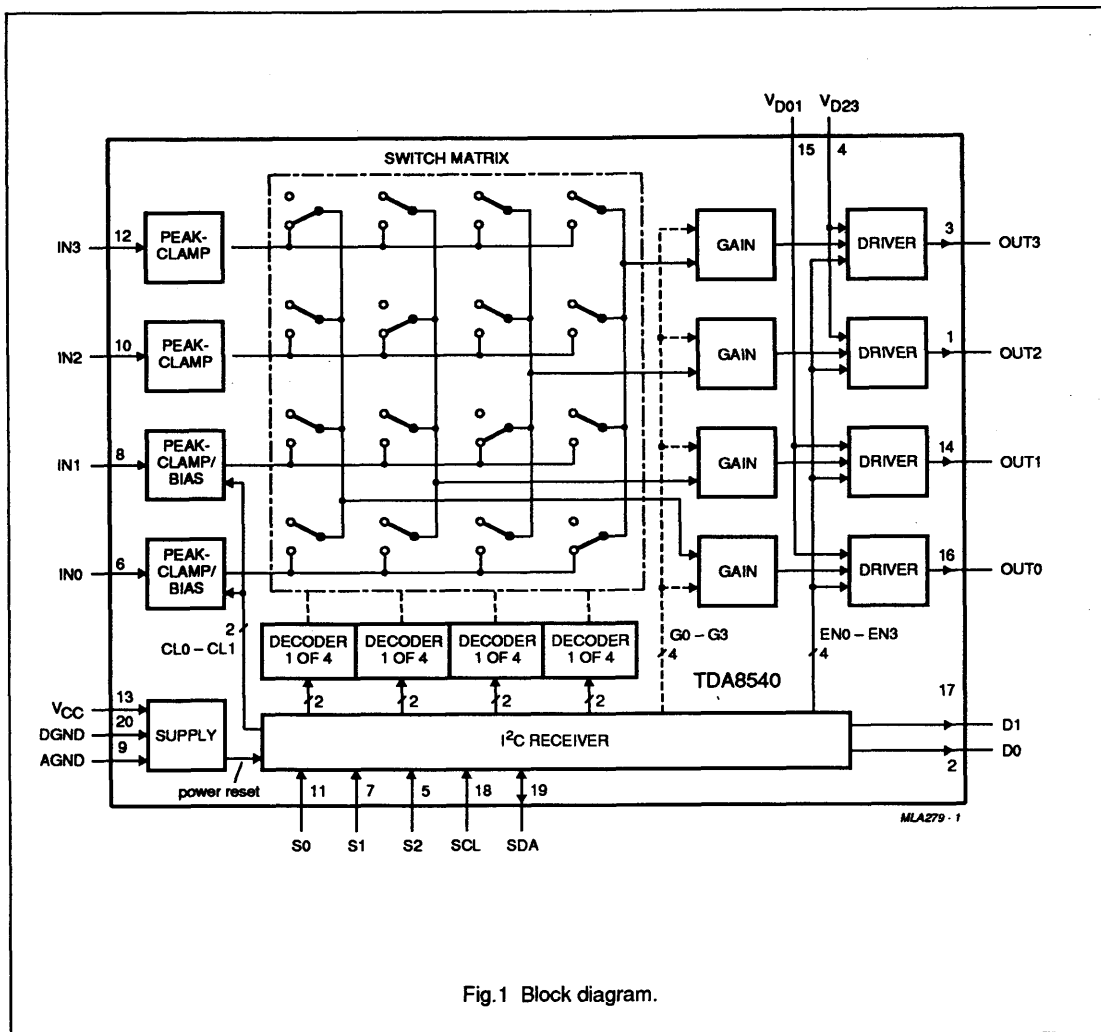 V_D01 V_D23
15 4
SWITCH MATRIX
IN3 12 PEAK-
CLAMP
GAIN
DRIVER
3 OUT3
IN2 10 PEAK-
CLAMP
GAIN
DRIVER
1 OUT2
IN1 8 PEAK-
CLAMP/
BIAS
GAIN
DRIVER
14 OUT1
IN0 6 PEAK-
CLAMP/
BIAS
GAIN
DRIVER
16 OUT0
2
CL0 – CL1
DECODER
1 OF 4
DECODER
1 OF 4
DECODER
1 OF 4
DECODER
1 OF 4
2 2 2 2
G0 – G3
4
EN0 – EN3
4
TDA8540
VCC 13
DGND 20
AGND 9
SUPPLY
power reset
I²C RECEIVER
17 D1
D0 2
11 7 5 18 19
S0 S1 S2 SCL SDA
MLA279 - 1
Fig.1 Block diagram.